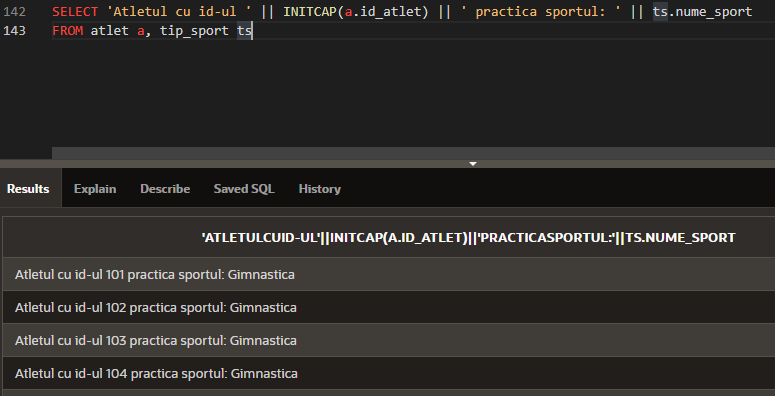 142 SELECT 'Atletul cu id-ul ' || INITCAP(a.id_atlet) || ' practica sportul: ' || ts.nume_sport
143 FROM atlet a, tip_sport ts
Results Explain Describe Saved SQL History
'ATLETULCUID-UL'||INITCAP(A.ID_ATLET)||'PRACTICASPORTUL:'||TS.NUME_SPORT
Atletul cu id-ul 101 practica sportul: Gimnastica
Atletul cu id-ul 102 practica sportul: Gimnastica
Atletul cu id-ul 103 practica sportul: Gimnastica
Atletul cu id-ul 104 practica sportul: Gimnastica